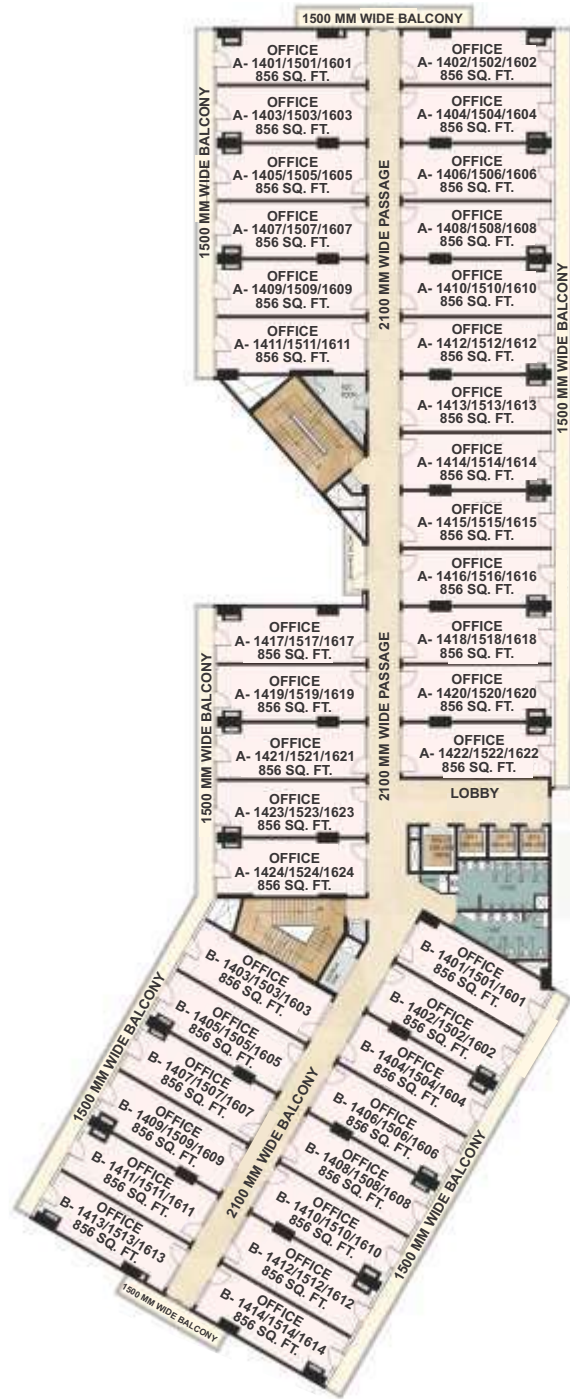 1500 MM WIDE BALCONY
OFFICE
A- 1401/1501/1601
856 SQ. FT.
OFFICE
A- 1402/1502/1602
856 SQ. FT.
OFFICE
A- 1403/1503/1603
856 SQ. FT.
OFFICE
A- 1404/1504/1604
856 SQ. FT.
OFFICE
A- 1405/1505/1605
856 SQ. FT.
OFFICE
A- 1406/1506/1606
856 SQ. FT.
OFFICE
A- 1407/1507/1607
856 SQ. FT.
OFFICE
A- 1408/1508/1608
856 SQ. FT.
OFFICE
A- 1409/1509/1609
856 SQ. FT.
OFFICE
A- 1410/1510/1610
856 SQ. FT.
OFFICE
A- 1411/1511/1611
856 SQ. FT.
OFFICE
A- 1412/1512/1612
856 SQ. FT.
1500 MM WIDE BALCONY
2100 MM WIDE PASSAGE
1500 MM WIDE BALCONY
OFFICE
A- 1413/1513/1613
856 SQ. FT.
OFFICE
A- 1414/1514/1614
856 SQ. FT.
OFFICE
A- 1415/1515/1615
856 SQ. FT.
OFFICE
A- 1416/1516/1616
856 SQ. FT.
OFFICE
A- 1417/1517/1617
856 SQ. FT.
OFFICE
A- 1418/1518/1618
856 SQ. FT.
OFFICE
A- 1419/1519/1619
856 SQ. FT.
OFFICE
A- 1420/1520/1620
856 SQ. FT.
OFFICE
A- 1421/1521/1621
856 SQ. FT.
OFFICE
A- 1422/1522/1622
856 SQ. FT.
OFFICE
A- 1423/1523/1623
856 SQ. FT.
OFFICE
A- 1424/1524/1624
856 SQ. FT.
1500 MM WIDE BALCONY
2100 MM WIDE PASSAGE
LOBBY
OFFICE
B- 1401/1501/1601
856 SQ. FT.
OFFICE
B- 1403/1503/1603
856 SQ. FT.
OFFICE
B- 1402/1502/1602
856 SQ. FT.
OFFICE
B- 1405/1505/1605
856 SQ. FT.
OFFICE
B- 1404/1504/1604
856 SQ. FT.
OFFICE
B- 1407/1507/1607
856 SQ. FT.
OFFICE
B- 1406/1506/1606
856 SQ. FT.
OFFICE
B- 1409/1509/1609
856 SQ. FT.
OFFICE
B- 1408/1508/1608
856 SQ. FT.
OFFICE
B- 1411/1511/1611
856 SQ. FT.
OFFICE
B- 1410/1510/1610
856 SQ. FT.
OFFICE
B- 1413/1513/1613
856 SQ. FT.
OFFICE
B- 1412/1512/1612
856 SQ. FT.
OFFICE
B- 1414/1514/1614
856 SQ. FT.
1500 MM WIDE BALCONY
2100 MM WIDE BALCONY
1500 MM WIDE BALCONY
1500 MM WIDE BALCONY